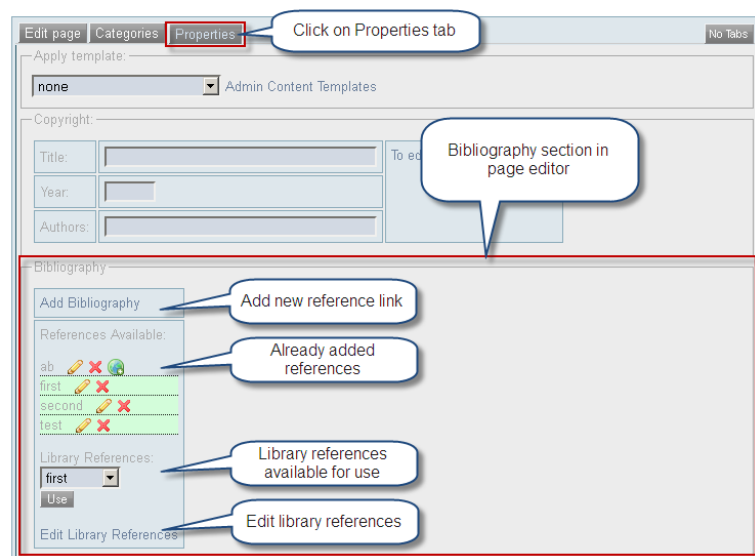 Edit page Categories Properties
Click on Properties tab
No Tabs
Apply template:
none Admin Content Templates
Copyright:
Title:
To ed
Year:
Authors:
Bibliography section in
page editor
Bibliography
Add Bibliography
Add new reference link
References Available:
Already added
references
ab
first
second
test
Library References:
first
Library references
available for use
Use
Edit library references
Edit Library References